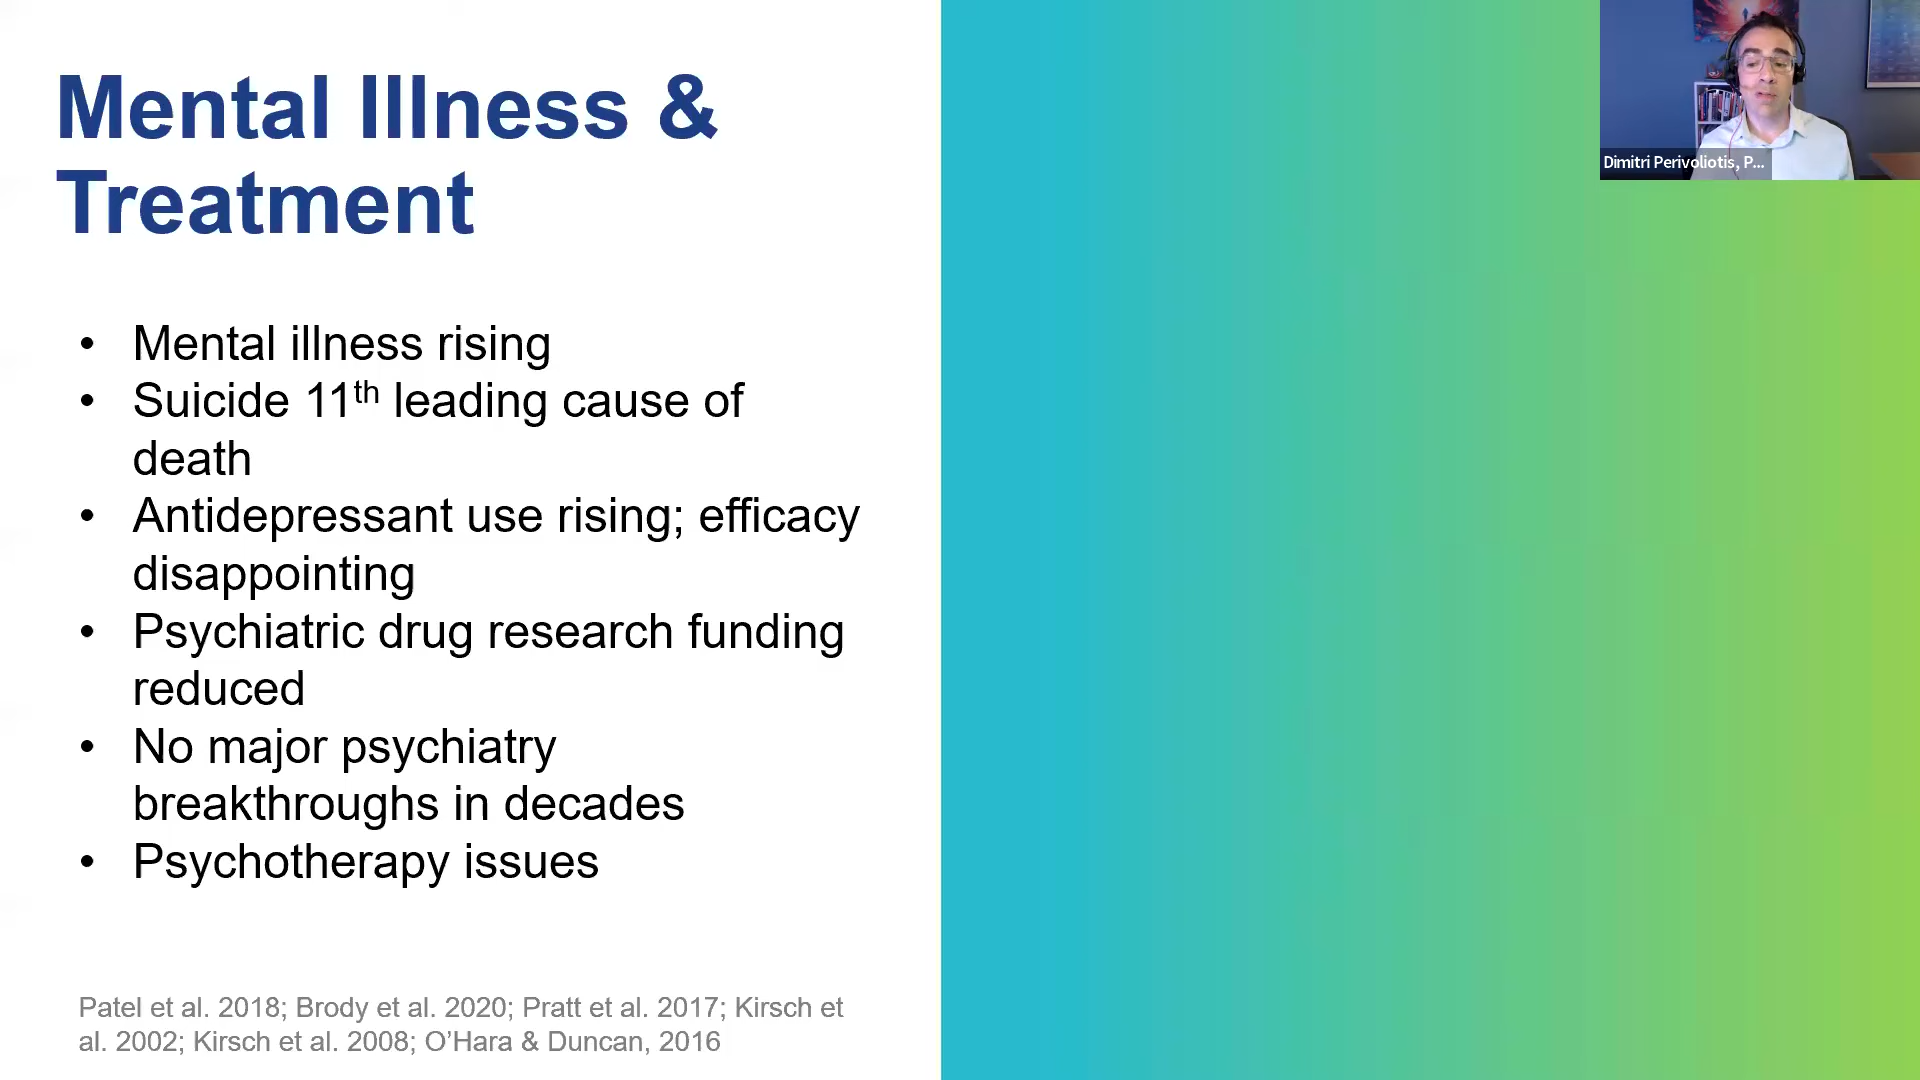 Mental Illness &
Treatment
• Mental illness rising
• Suicide 11th leading cause of
death
• Antidepressant use rising; efficacy
disappointing
• Psychiatric drug research funding
reduced
• No major psychiatry
breakthroughs in decades
• Psychotherapy issues
Patel et al. 2018; Brody et al. 2020; Pratt et al. 2017; Kirsch et
al. 2002; Kirsch et al. 2008; O’Hara & Duncan, 2016
Dimitri Perivoliotis, P...